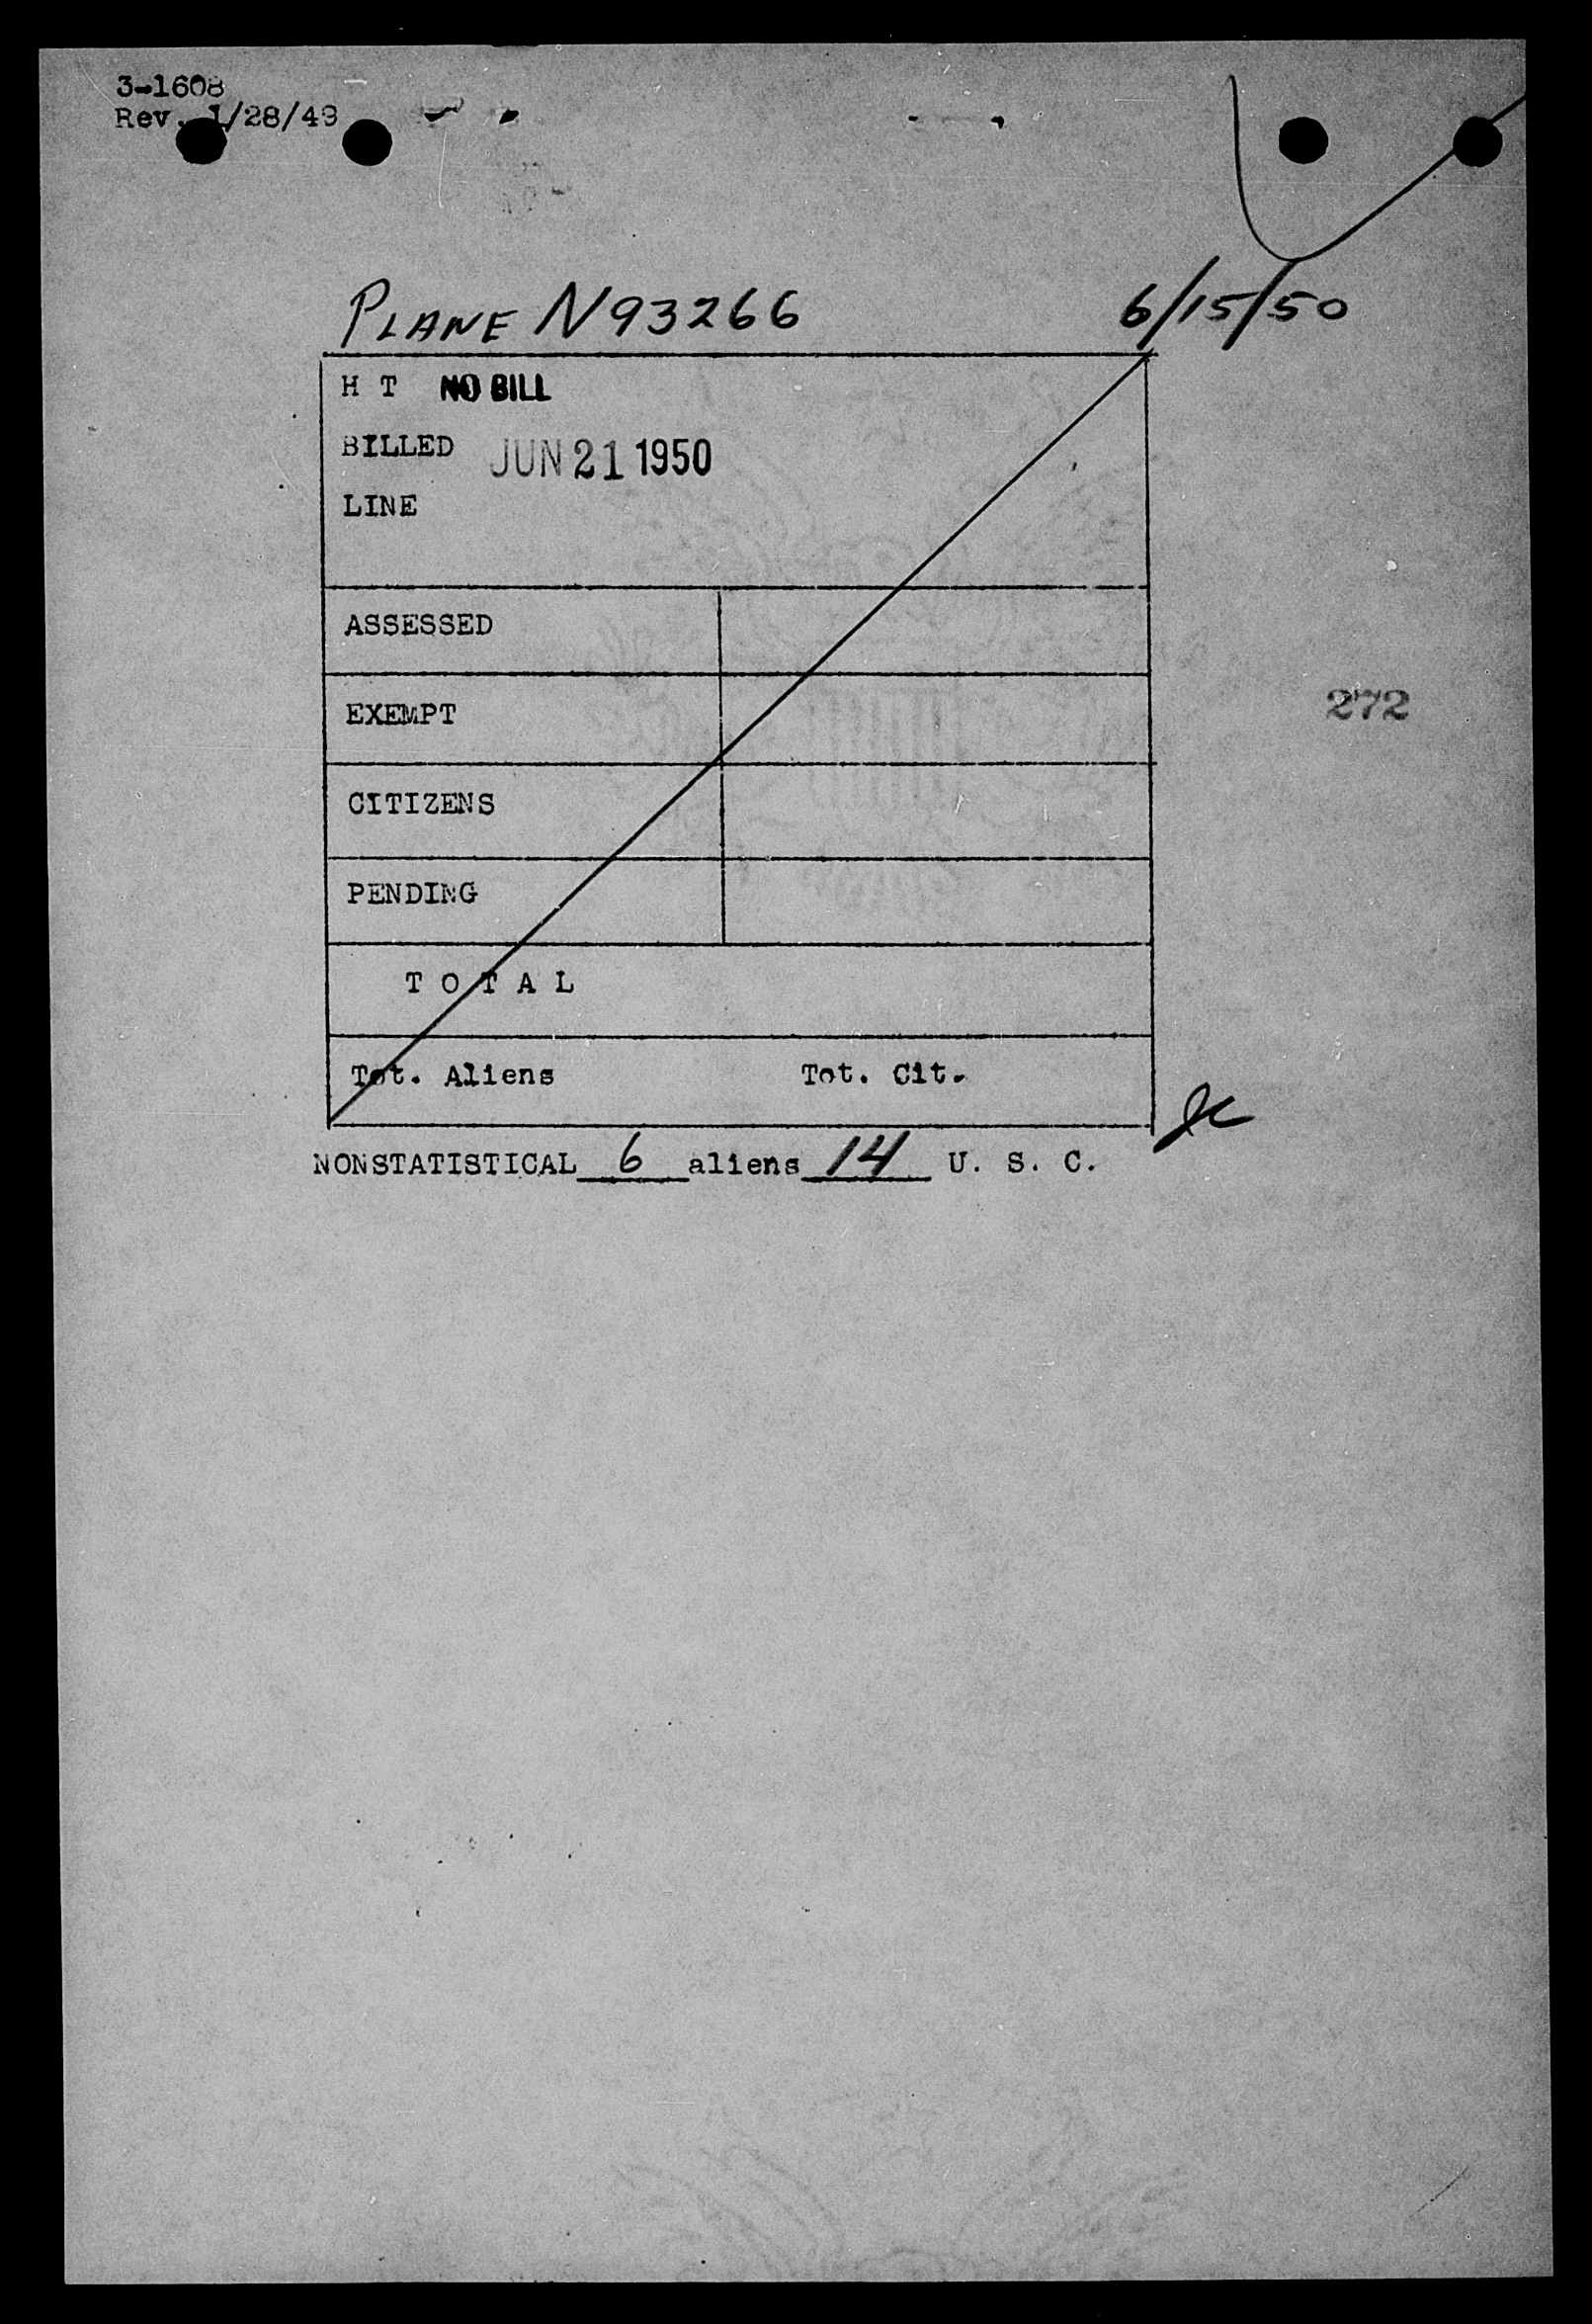 3-1608
Rev. 1/28/49
PLANE N93266 6/15/50
H T NO BILL
BILLED JUN 21 1950
LINE
ASSESSED
EXEMPT
272
CITIZENS
PENDING
T O T A L
Tot. Aliens Tot. Cit.
NONSTATISTICAL 6 aliens 14 U. S. C.